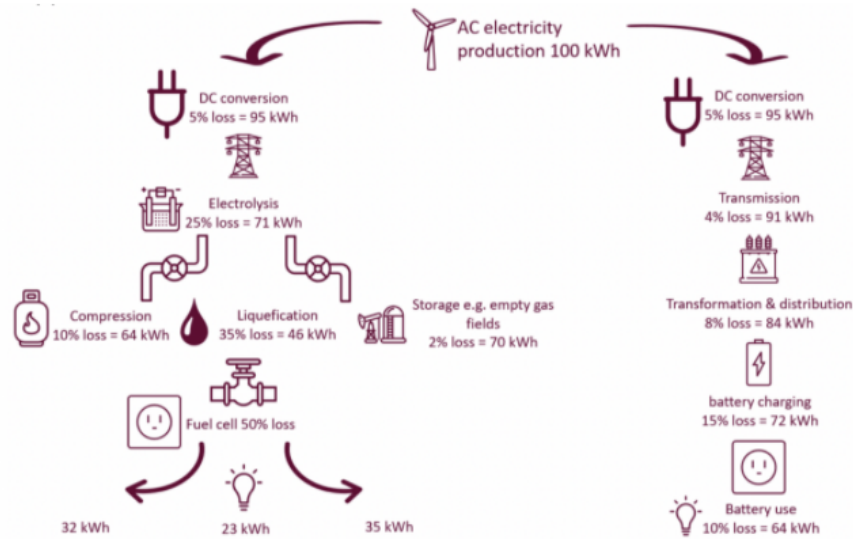 AC electricity
production 100 kWh
DC conversion
5% loss = 95 kWh
Electrolysis
25% loss = 71 kWh
Compression
10% loss = 64 kWh
Liquefication
35% loss = 46 kWh
Storage e.g. empty gas
fields
2% loss = 70 kWh
Fuel cell 50% loss
32 kWh
23 kWh
35 kWh
DC conversion
5% loss = 95 kWh
Transmission
4% loss = 91 kWh
Transformation & distribution
8% loss = 84 kWh
battery charging
15% loss = 72 kWh
Battery use
10% loss = 64 kWh